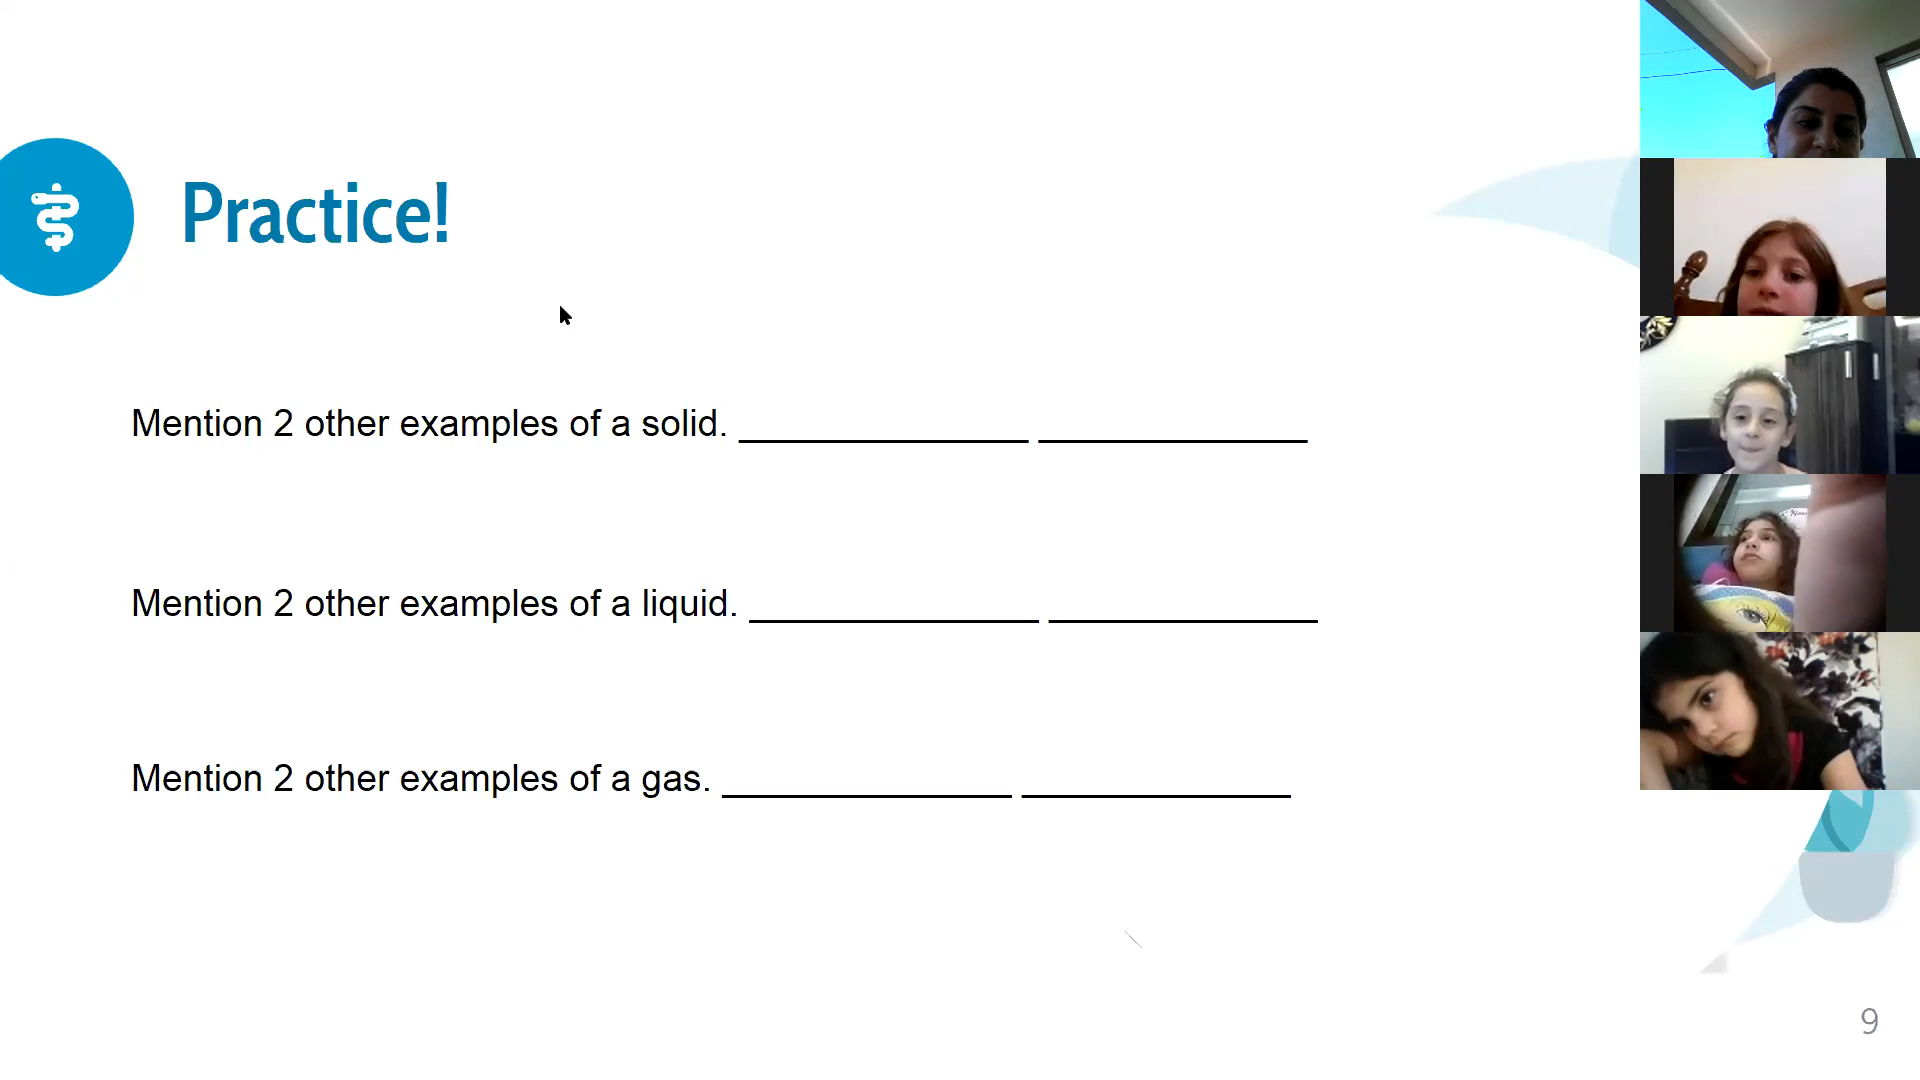 Practice!
Mention 2 other examples of a solid. ______________ _____________
Mention 2 other examples of a liquid. ______________ _____________
Mention 2 other examples of a gas. ______________ _____________
9